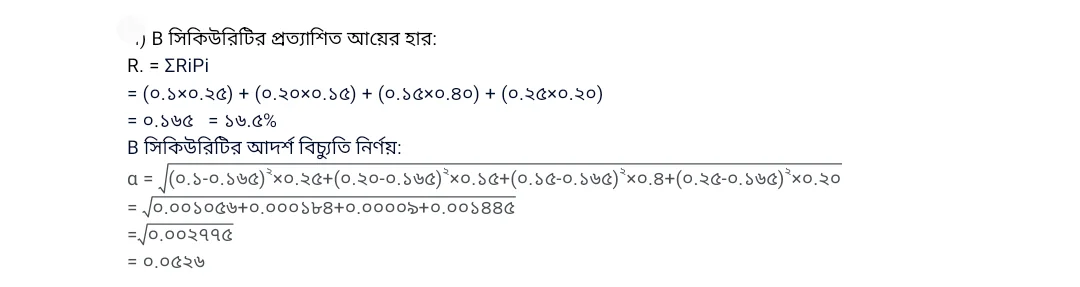 .) B সিকিউরিটির প্রত্যাশিত আয়ের হার:
R. = ΣRiPi
= (০.১×০.২৫) + (০.২০×০.১৫) + (০.১৫×০.৪০) + (০.২৫×০.২০)
= ০.১৬৫ = ১৬.৫%
B সিকিউরিটির আদর্শ বিচ্যুতি নির্ণয়:
α = √(০.১-০.১৬৫)²×০.২৫+(০.২০-০.১৬৫)²×০.১৫+(০.১৫-০.১৬৫)²×০.৪+(০.২৫-০.১৬৫)²×০.২০
= √০.০০১০৫৬+০.০০০১৮৪+০.০০০০৯+০.০০১৪৪৫
=√০.০০২৭৭৫
= ০.০৫২৬